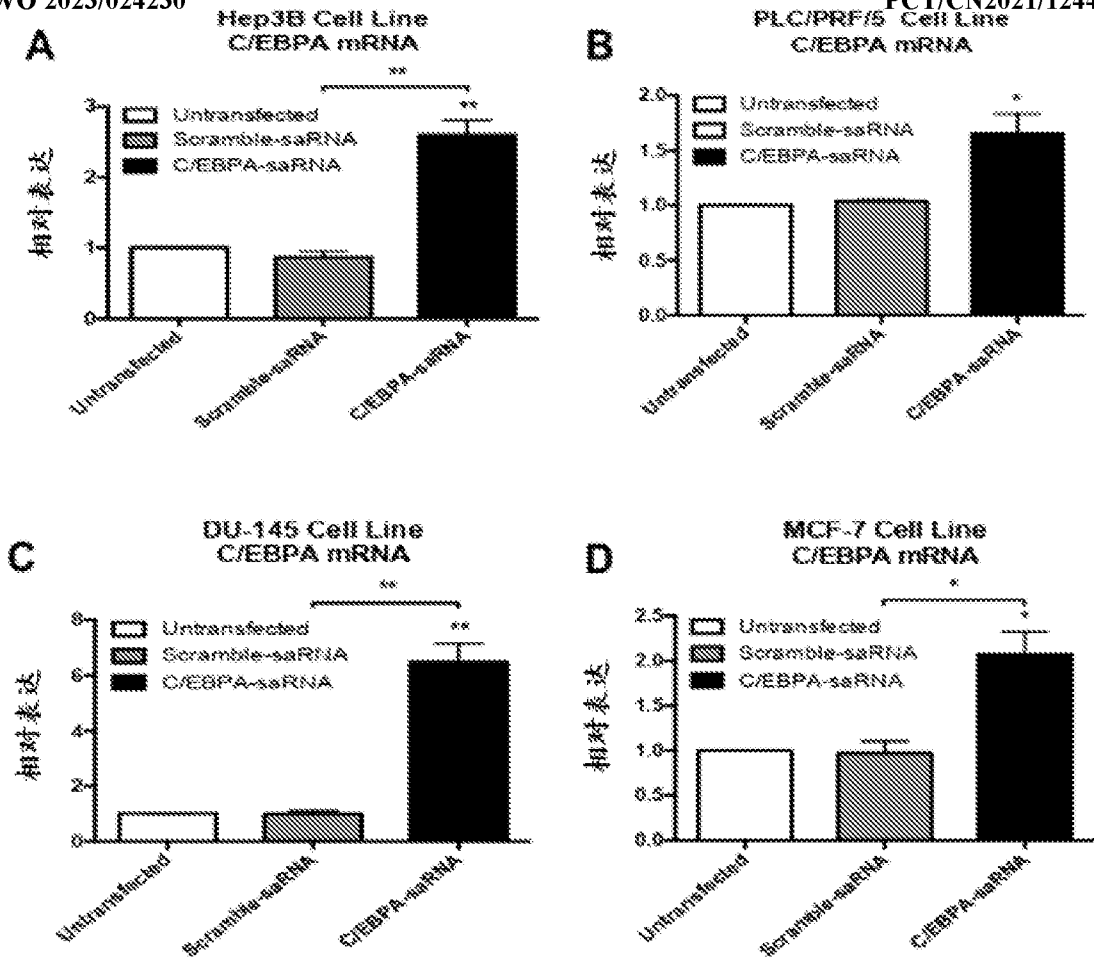 WO 2023/024230
PCT/CN2021/1244
A
Hep3B Cell Line
C/EBPA mRNA
**
**
Untransfected
Scramble-saRNA
C/EBPA-saRNA
3
2
1
0
相对表达
Untransfected
Scramble-saRNA
C/EBPA-saRNA
B
PLC/PRF/5 Cell Line
C/EBPA mRNA
*
Untransfected
Scramble-saRNA
C/EBPA-saRNA
2.0
1.5
1.0
0.5
0.0
相对表达
Untransfected
Scramble-saRNA
C/EBPA-saRNA
C
DU-145 Cell Line
C/EBPA mRNA
**
**
Untransfected
Scramble-saRNA
C/EBPA-saRNA
8
6
4
2
0
相对表达
Untransfected
Scramble-saRNA
C/EBPA-saRNA
D
MCF-7 Cell Line
C/EBPA mRNA
*
*
Untransfected
Scramble-saRNA
C/EBPA-saRNA
2.5
2.0
1.5
1.0
0.5
0.0
相对表达
Untransfected
Scramble-saRNA
C/EBPA-saRNA